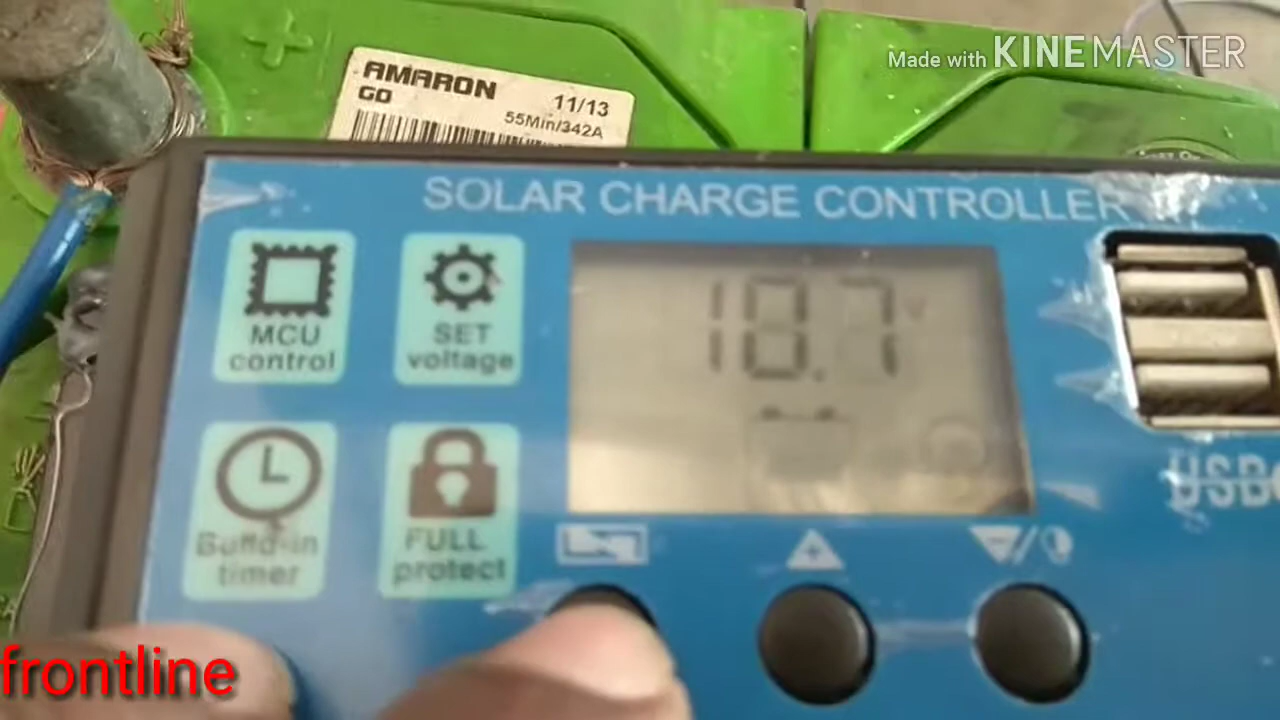 Made with KINEMASTER
AMARON
GO
11/13
55Min/342A
SOLAR CHARGE CONTROLLER
MCU
control
SET
voltage
10.7
Build-in
timer
FULL
protect
USB
frontline